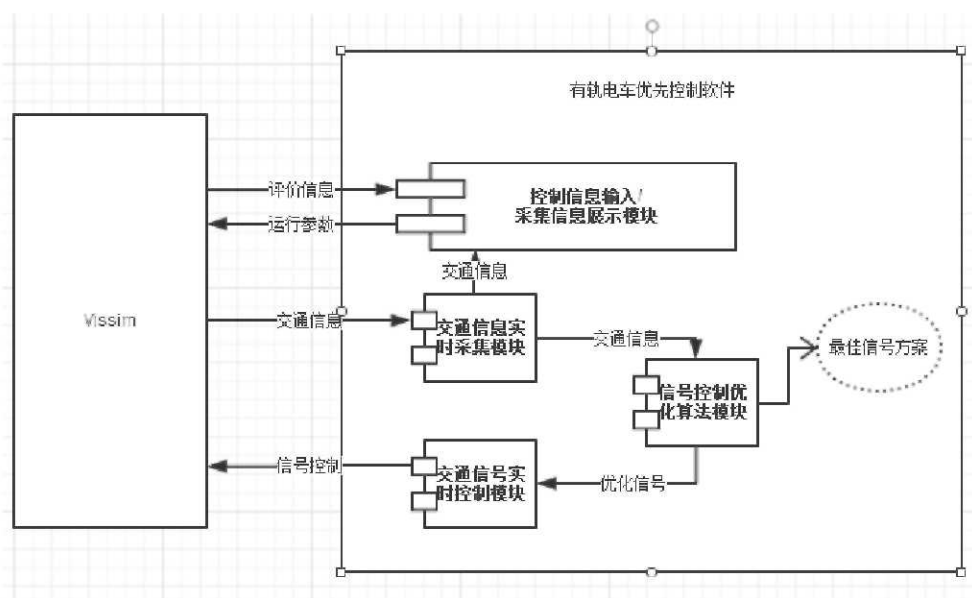 有轨电车优先控制软件
评价信息
控制信息输入/
采集信息展示模块
运行参数
交通信息
Vissim
交通信息
交通信息实
时采集模块
交通信息
最佳信号方案
信号控制优
化算法模块
信号控制
交通信号实
时控制模块
优化信号